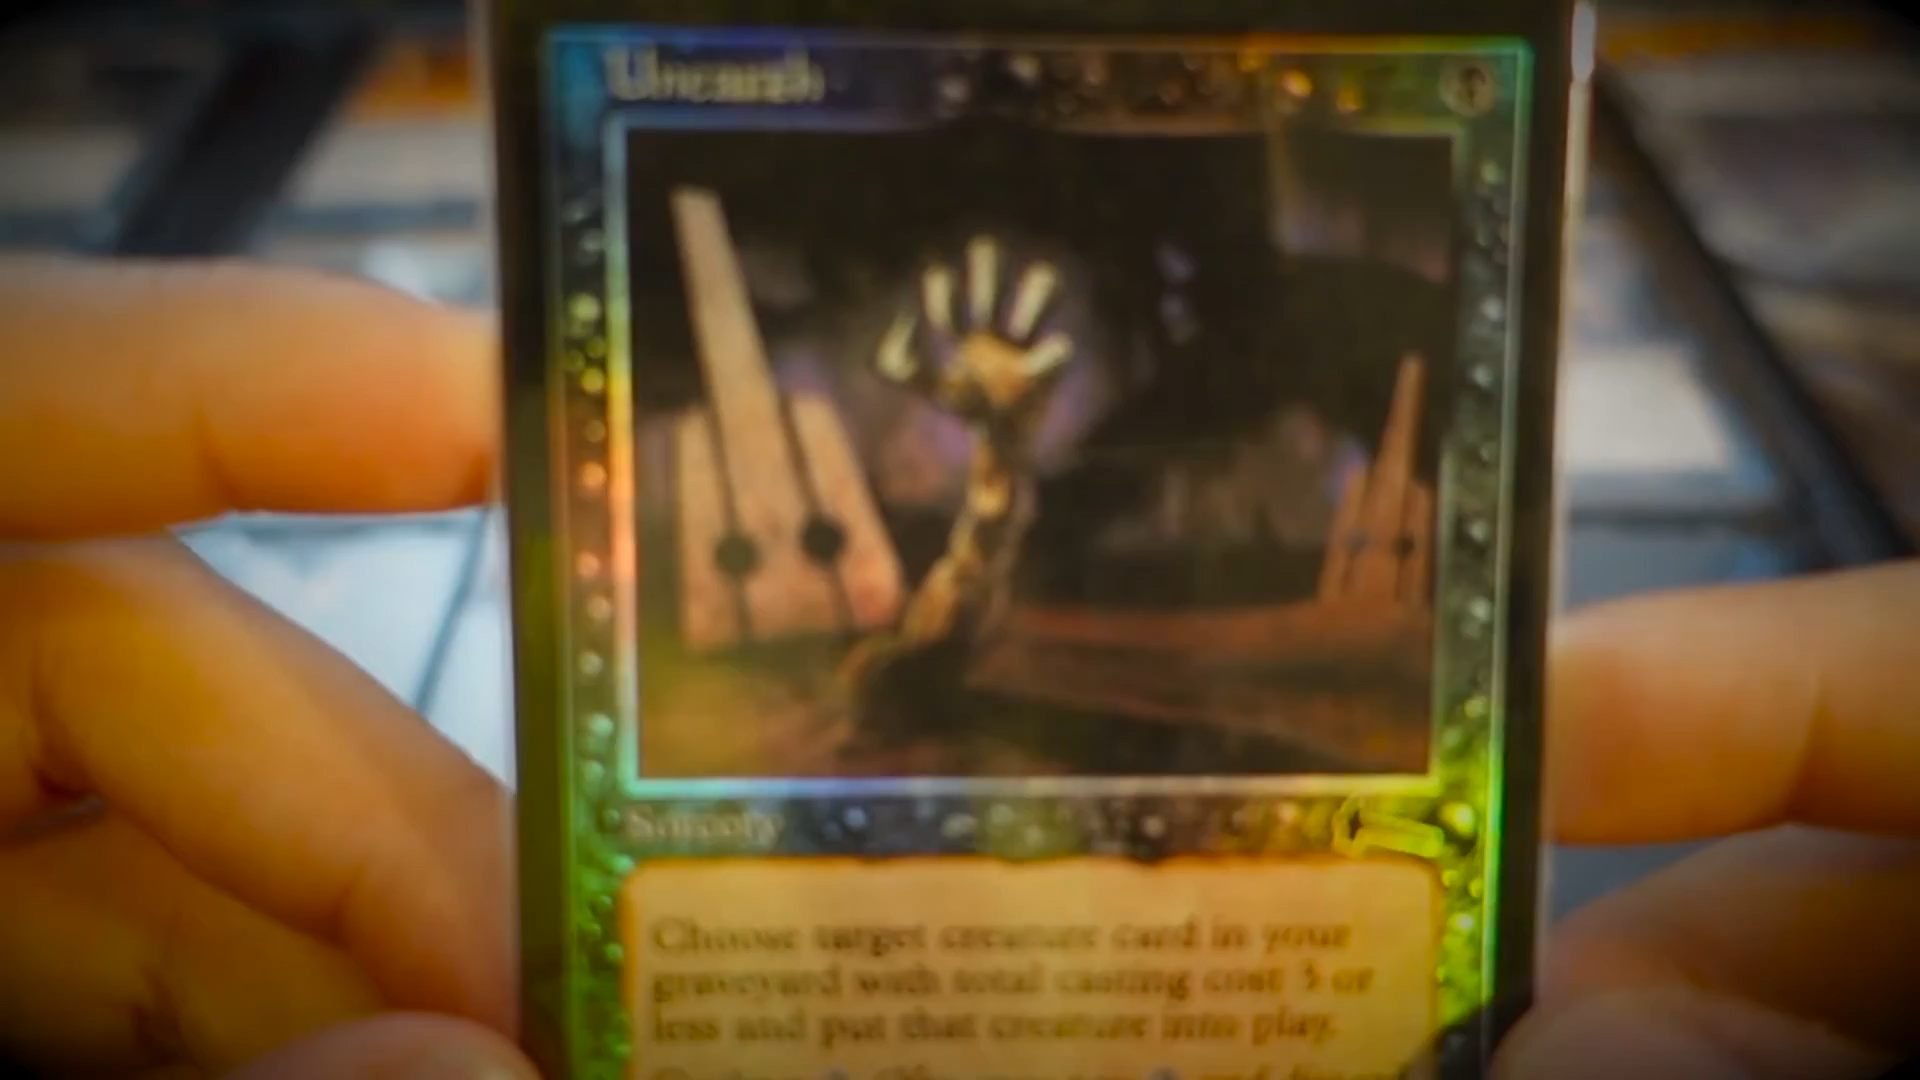 Unearth
Sorcery
Choose target creature card in your
graveyard with total casting cost 3 or
less and put that creature into play.